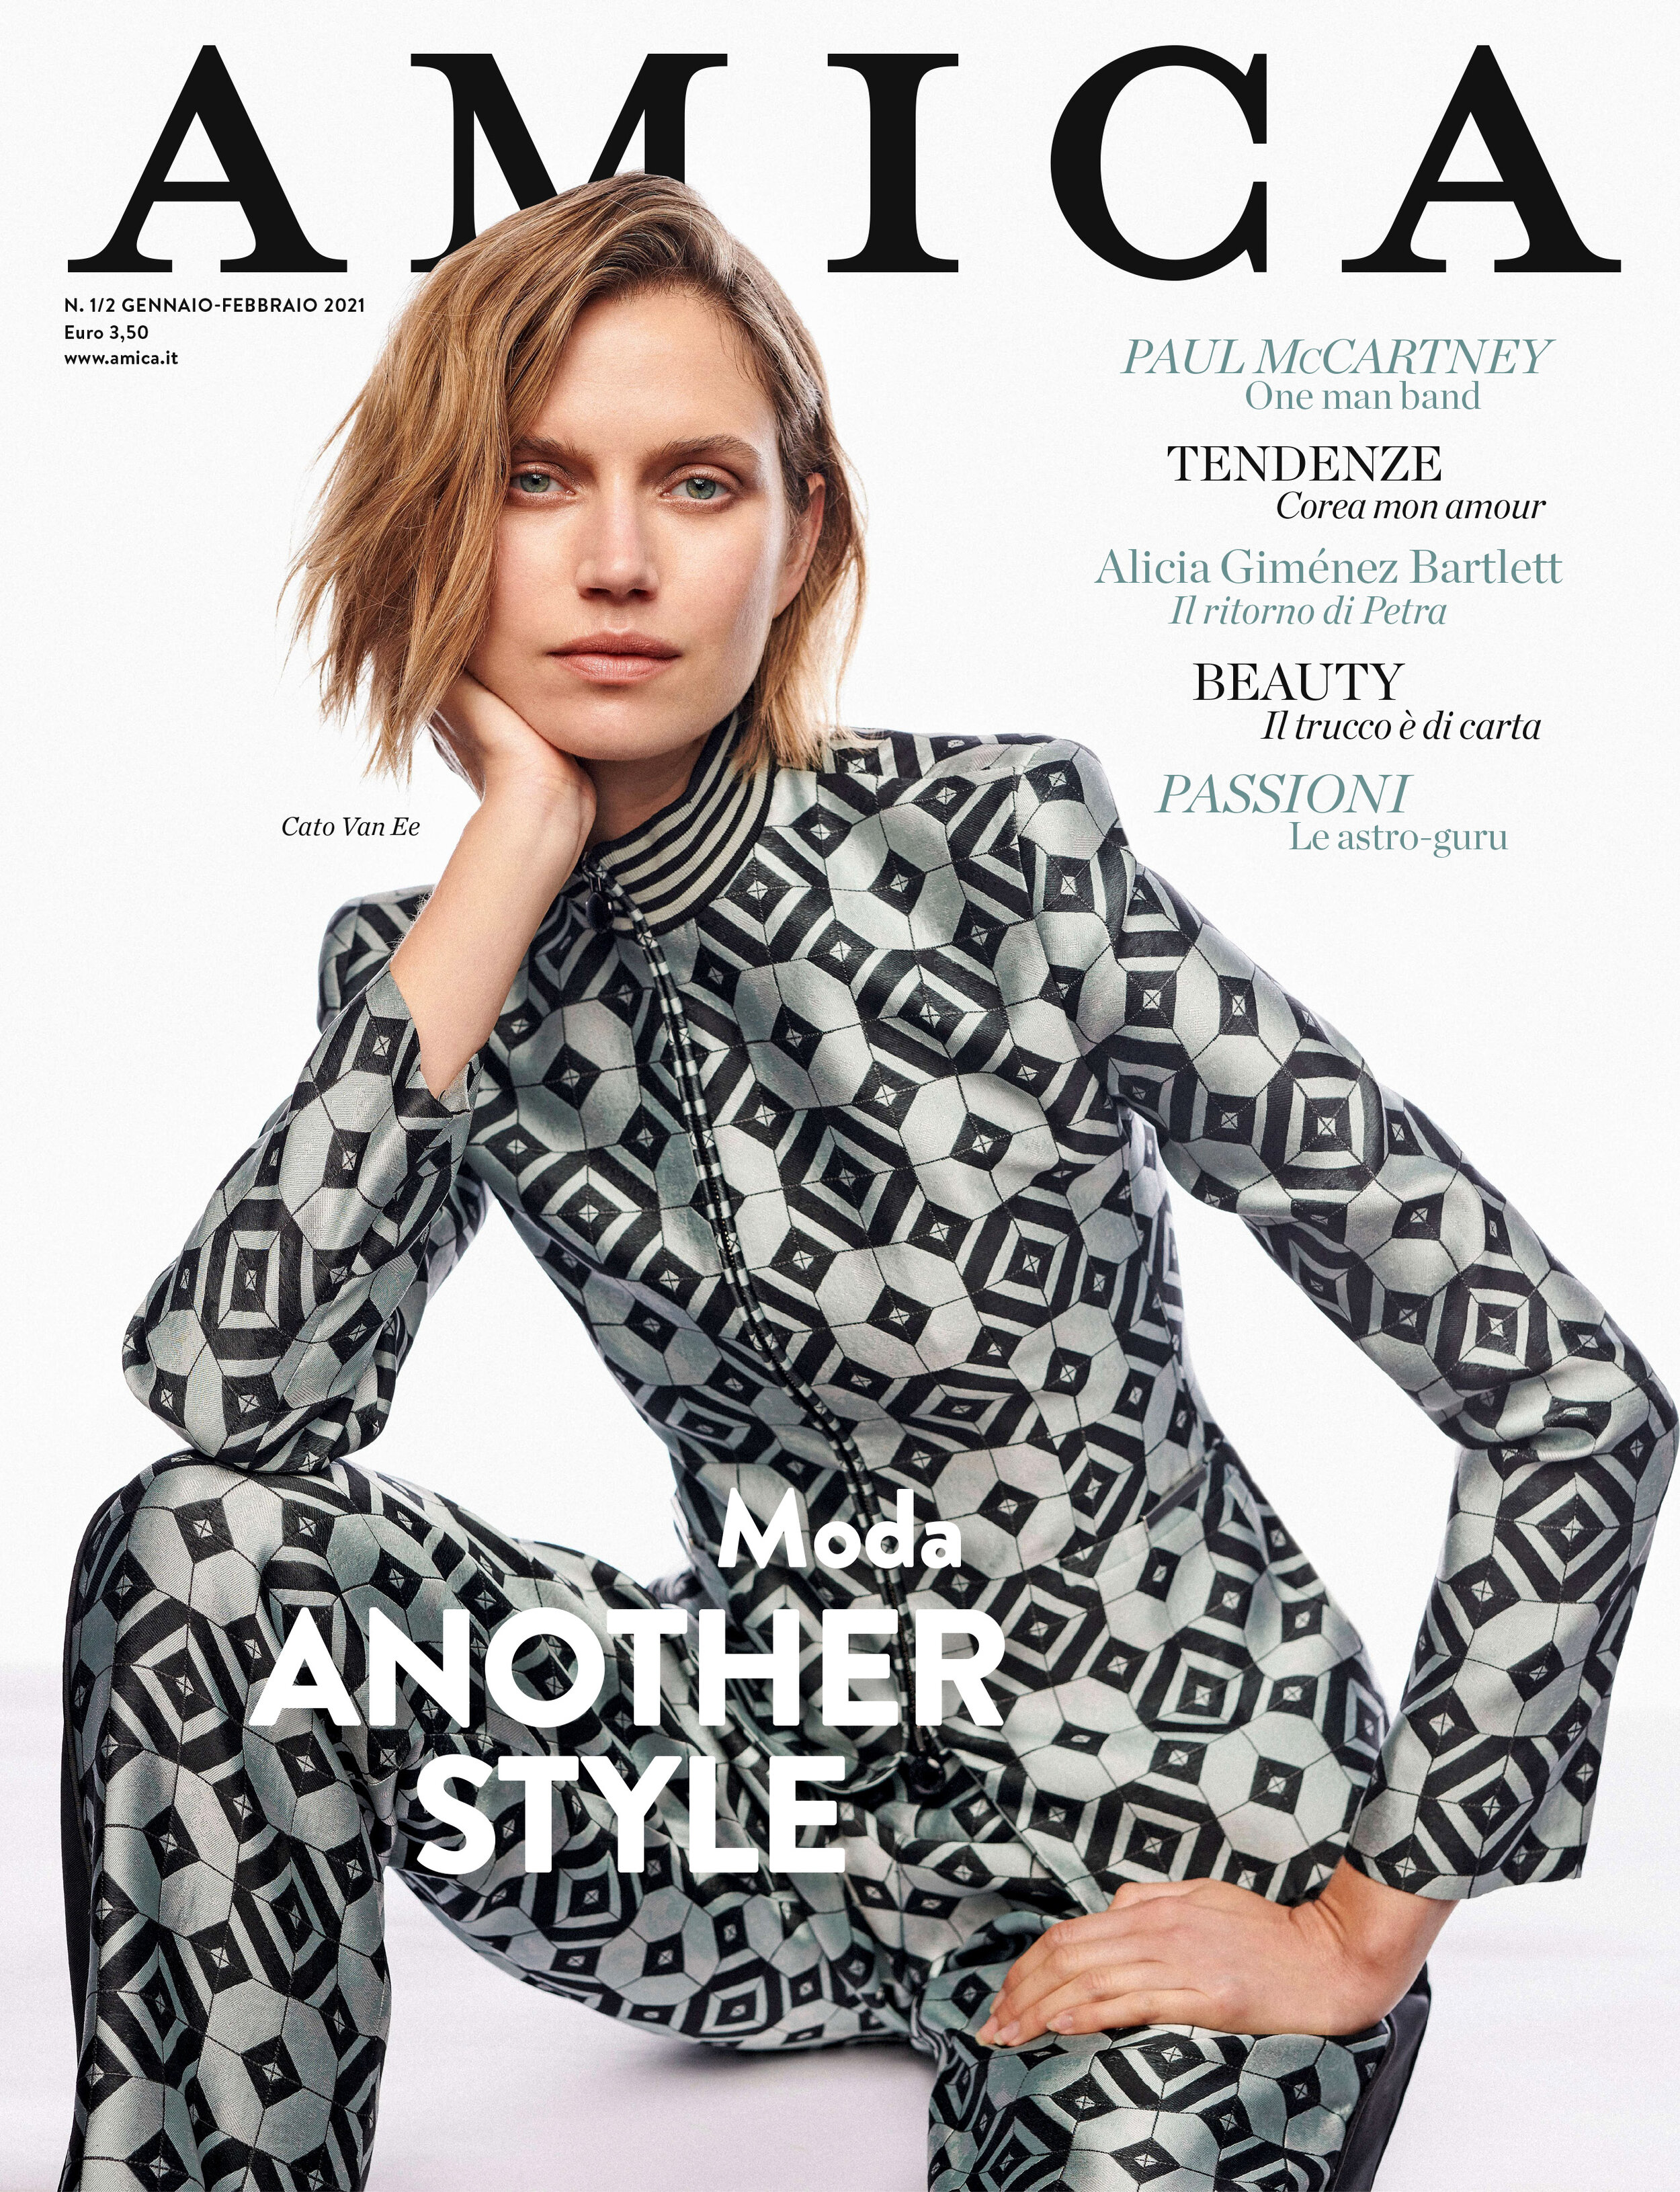 AMICA
N. 1/2 GENNAIO-FEBBRAIO 2021
Euro 3,50
www.amica.it
PAUL McCARTNEY
One man band
TENDENZE
Corea mon amour
Alicia Giménez Bartlett
Il ritorno di Petra
BEAUTY
Il trucco è di carta
PASSIONI
Le astro-guru
Cato Van Ee
Moda
ANOTHER
STYLE